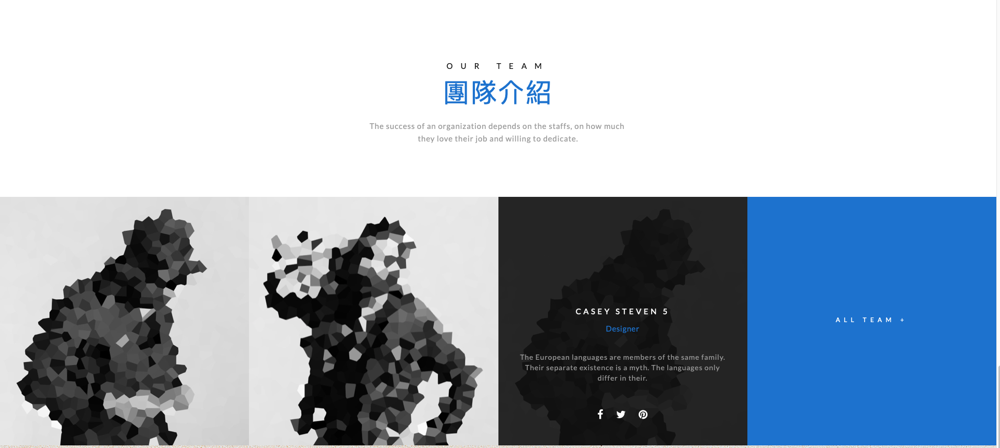 OUR TEAM
團隊介紹
The success of an organization depends on the staffs, on how much
they love their job and willing to dedicate.
CASEY STEVEN 5
Designer
The European languages are members of the same family.
Their separate existence is a myth. The languages only
differ in their.
ALL TEAM +